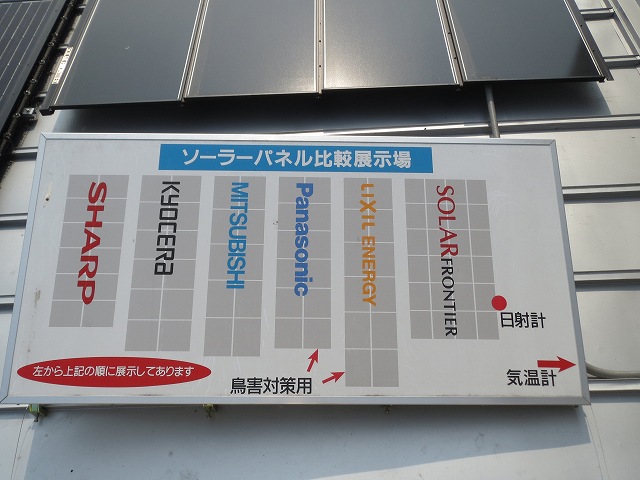 ソーラーパネル比較展示場
SHARP
KYOCERA
MITSUBISHI
Panasonic
LIXIL ENERGY
SOLAR FRONTIER
日射計
左から上記の順に展示してあります
鳥害対策用
気温計